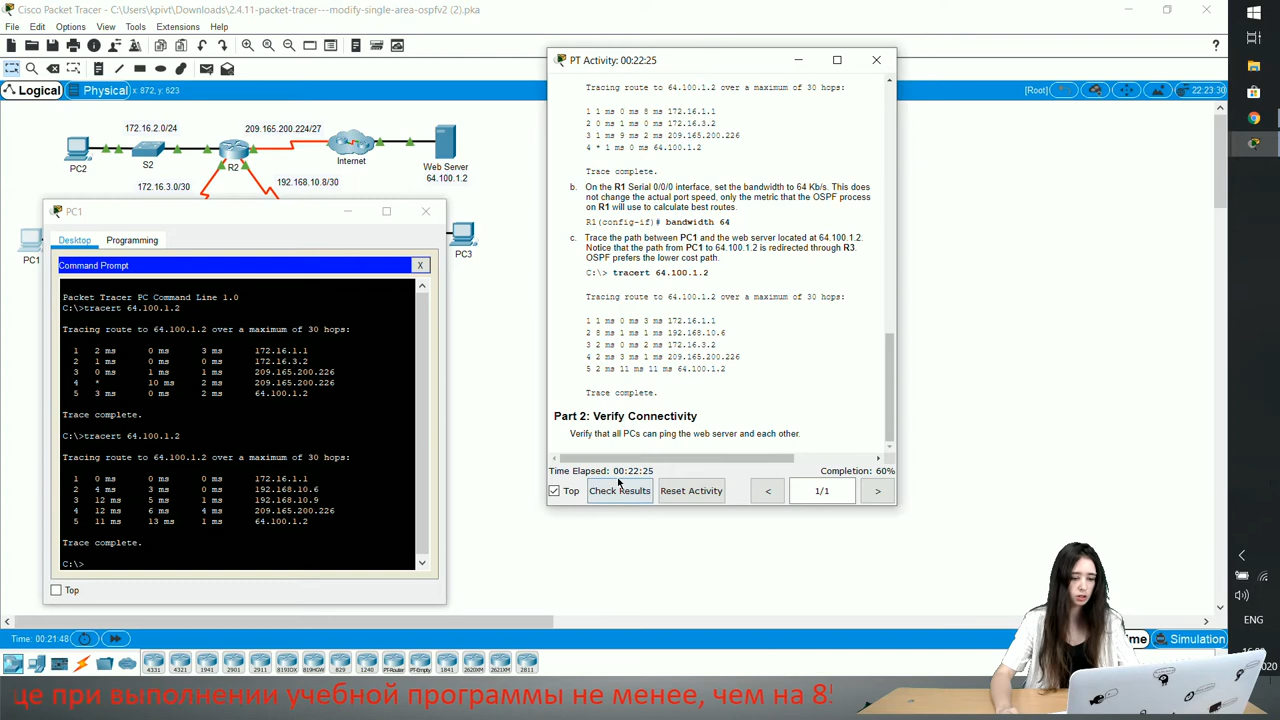 Cisco Packet Tracer - C:\Users\kpivt\Downloads\2.4.11-packet-tracer---modify-single-area-ospfv2 (2).pka
File Edit Options View Tools Extensions Help
Logical Physical x: 872, y: 623
[Root] 22:23:30
172.16.2.0/24
209.165.200.224/27
PC2
S2
R2
Internet
Web Server
64.100.1.2
172.16.3.0/30
192.168.10.8/30
PC1
PC3
PC1
Desktop Programming
Command Prompt X
Packet Tracer PC Command Line 1.0
C:\>tracert 64.100.1.2
Tracing route to 64.100.1.2 over a maximum of 30 hops:
1 2 ms 0 ms 3 ms 172.16.1.1
2 1 ms 0 ms 0 ms 172.16.3.2
3 0 ms 1 ms 1 ms 209.165.200.226
4 * 10 ms 2 ms 209.165.200.226
5 3 ms 0 ms 2 ms 64.100.1.2
Trace complete.
C:\>tracert 64.100.1.2
Tracing route to 64.100.1.2 over a maximum of 30 hops:
1 0 ms 0 ms 0 ms 172.16.1.1
2 4 ms 3 ms 0 ms 192.168.10.6
3 12 ms 5 ms 1 ms 192.168.10.9
4 12 ms 6 ms 4 ms 209.165.200.226
5 11 ms 13 ms 1 ms 64.100.1.2
Trace complete.
C:\>
Top
PT Activity: 00:22:25
Tracing route to 64.100.1.2 over a maximum of 30 hops:
1 1 ms 0 ms 8 ms 172.16.1.1
2 0 ms 1 ms 0 ms 172.16.3.2
3 1 ms 9 ms 2 ms 209.165.200.226
4 * 1 ms 0 ms 64.100.1.2
Trace complete.
b. On the R1 Serial 0/0/0 interface, set the bandwidth to 64 Kb/s. This does
not change the actual port speed, only the metric that the OSPF process
on R1 will use to calculate best routes.
R1(config-if)# bandwidth 64
c. Trace the path between PC1 and the web server located at 64.100.1.2.
Notice that the path from PC1 to 64.100.1.2 is redirected through R3.
OSPF prefers the lower cost path.
C:\> tracert 64.100.1.2
Tracing route to 64.100.1.2 over a maximum of 30 hops:
1 1 ms 0 ms 3 ms 172.16.1.1
2 8 ms 1 ms 1 ms 192.168.10.6
3 2 ms 0 ms 2 ms 172.16.3.2
4 2 ms 3 ms 1 ms 209.165.200.226
5 2 ms 11 ms 11 ms 64.100.1.2
Trace complete.
Part 2: Verify Connectivity
Verify that all PCs can ping the web server and each other.
Time Elapsed: 00:22:25 Completion: 60%
Top Check Results Reset Activity < 1/1 >
ENG
Time: 00:21:48
Simulation
4331 4321 1941 2901 2911 819IOX 819HGW 829 1240 PT-Router PT-Empty 1841 2620XM 2621XM 2811
це при выполнении учебной программы не менее, чем на 8